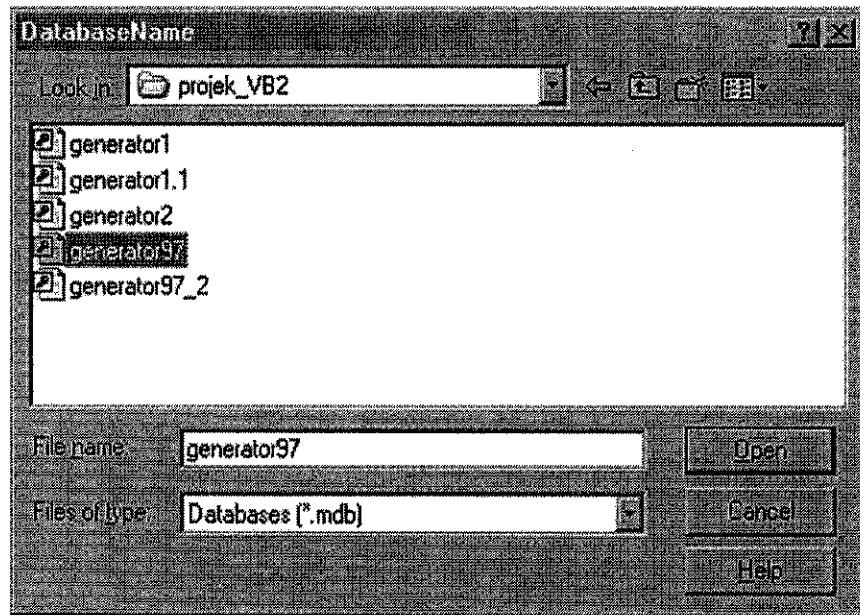 DatabaseName
Look in: projek_VB2
generator1
generator1.1
generator2
generator97
generator97_2
File name: generator97 Open
Files of type: Databases (*.mdb) Cancel
Help